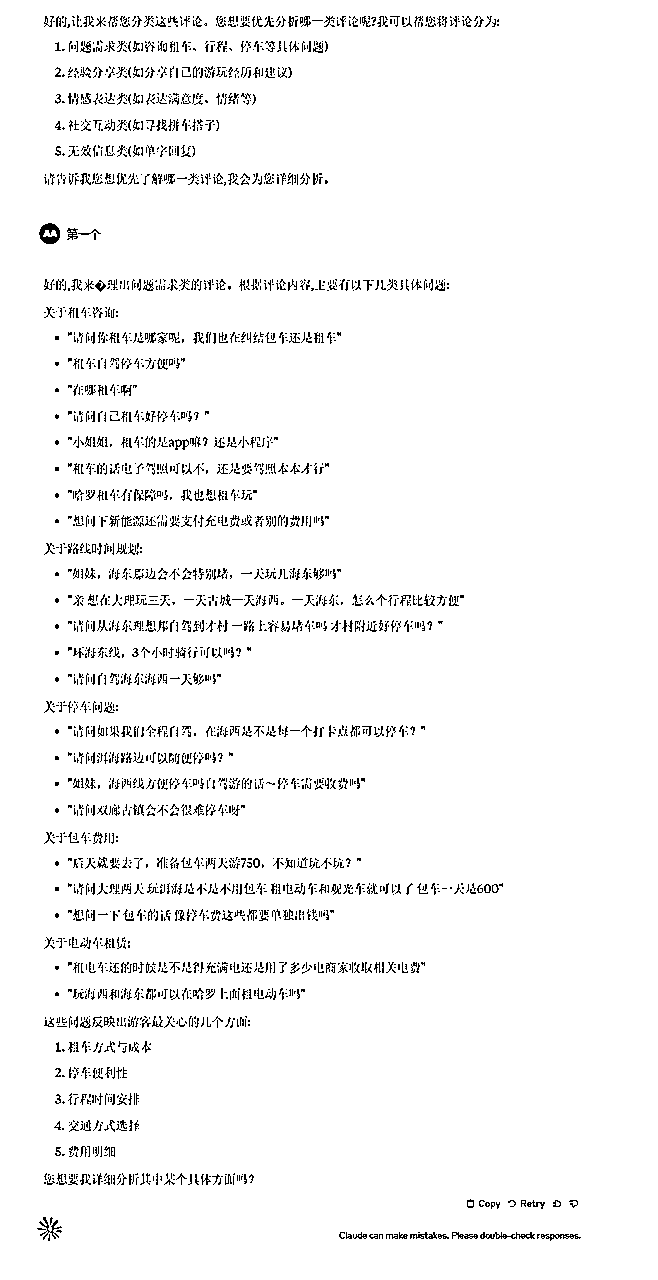 好的,让我来帮您分类这些评论。您想要优先分析哪一类评论呢?我可以帮您将评论分为:
1. 问题需求类(如咨询租车、行程、停车等具体问题)
2. 经验分享类(如分享自己的游玩经历和建议)
3. 情感表达类(如表达满意度、情绪等)
4. 社交互动类(如寻找拼车搭子)
5. 无效信息类(如单字回复)
请告诉我您想优先了解哪一类评论,我会为您详细分析。
AA 第一个
好的,我来�理出问题需求类的评论。根据评论内容,主要有以下几类具体问题:
关于租车咨询:
• "请问你租车是哪家呢，我们也在纠结包车还是租车"
• "租车自驾停车方便吗"
• "在哪租车啊"
• "请问自己租车好停车吗？"
• "小姐姐，租车的是app嘛？还是小程序"
• "租车的话电子驾照可以不，还是要驾照本本才行"
• "哈罗租车有保障吗，我也想租车玩"
• "想问下新能源还需要支付充电费或者别的费用吗"
关于路线时间规划:
• "姐妹，海东那边会不会特别堵，一天玩几海东够吗"
• "亲 想在大理玩三天，一天古城一天海西。一天海东，怎么个行程比较方便"
• "请问从海东理想邦自驾到才村 一路上容易堵车吗 才村附近好停车吗？"
• "环海东线，3个小时骑行可以吗？"
• "请问自驾海东海西一天够吗"
关于停车问题:
• "请问如果我们全程自驾，在海西是不是每一个打卡点都可以停车？"
• "请问洱海路边可以随便停吗？"
• "姐妹，海西线方便停车吗自驾游的话～停车需要收费吗"
• "请问双廊古镇会不会很难停车呀"
关于包车费用:
• "后天就要去了，准备包车两天游750，不知道坑不坑？"
• "请问大理两天 玩洱海是不是不用包车 租电动车和观光车就可以了 包车一天是600"
• "想问一下 包车的话 像停车费这些都要单独出钱吗"
关于电动车租赁:
• "租电车还的时候是不是得充满电还是用了多少电商家收取相关电费"
• "玩海西和海东都可以在哈罗上面租电动车吗"
这些问题反映出游客最关心的几个方面:
1. 租车方式与成本
2. 停车便利性
3. 行程时间安排
4. 交通方式选择
5. 费用明细
您想要我详细分析其中某个具体方面吗?
Copy Retry
Claude can make mistakes. Please double-check responses.